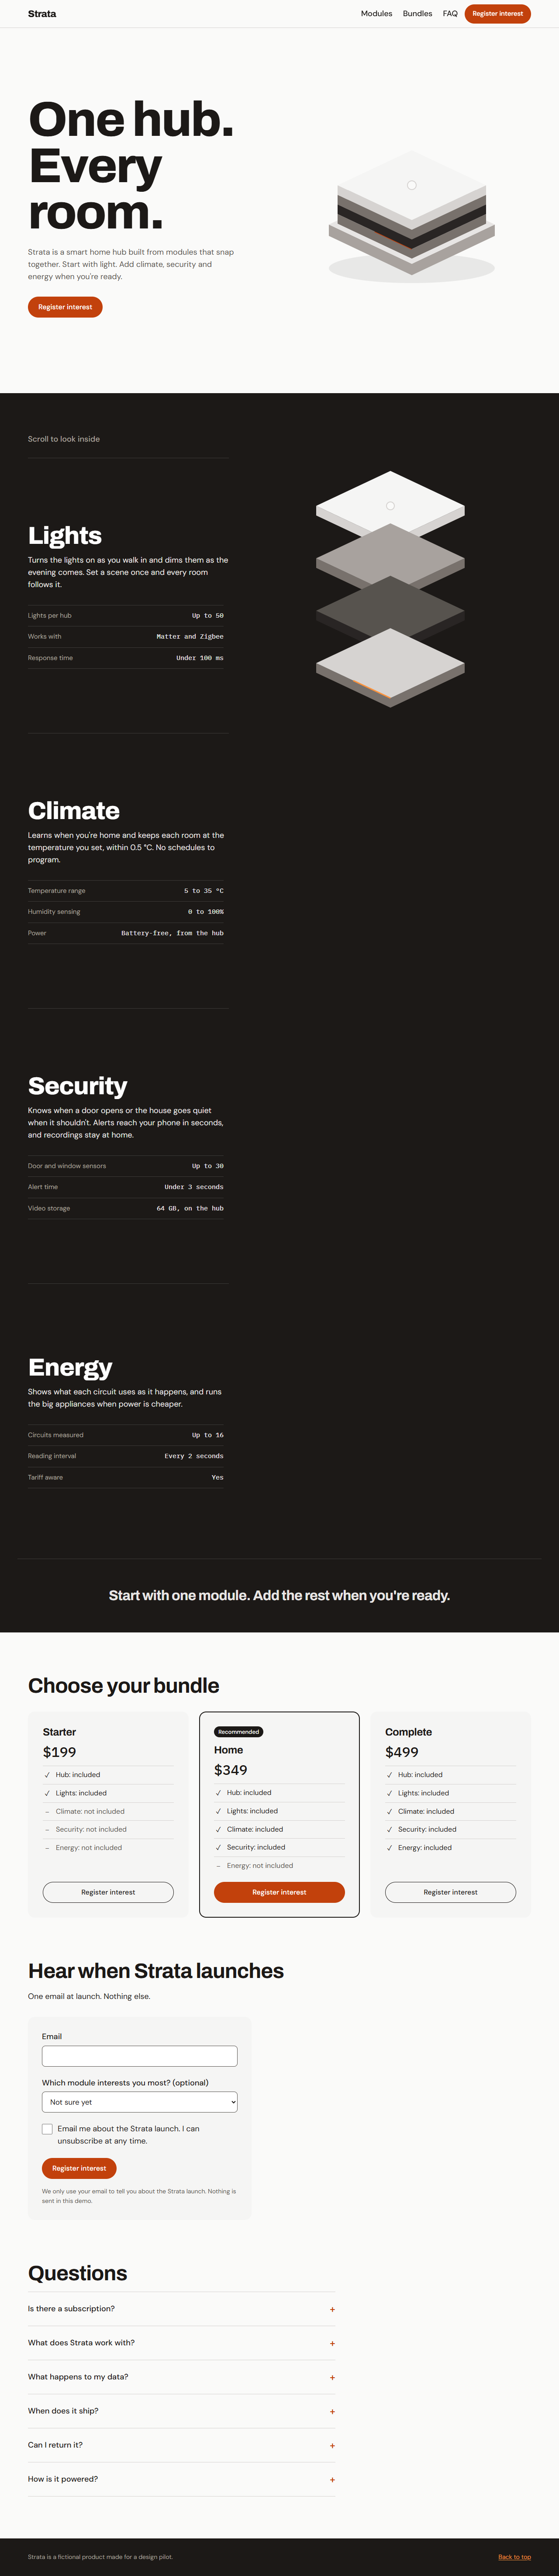 Strata
Modules
Bundles
FAQ
Register interest
One hub.
Every
room.
Strata is a smart home hub built from modules that snap
together. Start with light. Add climate, security and
energy when you're ready.
Register interest
Scroll to look inside
Lights
Turns the lights on as you walk in and dims them as the
evening comes. Set a scene once and every room
follows it.
Lights per hub Up to 50
Works with Matter and Zigbee
Response time Under 100 ms
Climate
Learns when you're home and keeps each room at the
temperature you set, within 0.5 °C. No schedules to
program.
Temperature range 5 to 35 °C
Humidity sensing 0 to 100%
Power Battery-free, from the hub
Security
Knows when a door opens or the house goes quiet
when it shouldn't. Alerts reach your phone in seconds,
and recordings stay at home.
Door and window sensors Up to 30
Alert time Under 3 seconds
Video storage 64 GB, on the hub
Energy
Shows what each circuit uses as it happens, and runs
the big appliances when power is cheaper.
Circuits measured Up to 16
Reading interval Every 2 seconds
Tariff aware Yes
Start with one module. Add the rest when you're ready.
Choose your bundle
Starter
$199
✓ Hub: included
✓ Lights: included
– Climate: not included
– Security: not included
– Energy: not included
Register interest
Recommended
Home
$349
✓ Hub: included
✓ Lights: included
✓ Climate: included
✓ Security: included
– Energy: not included
Register interest
Complete
$499
✓ Hub: included
✓ Lights: included
✓ Climate: included
✓ Security: included
✓ Energy: included
Register interest
Hear when Strata launches
One email at launch. Nothing else.
Email
Which module interests you most? (optional)
Not sure yet
Email me about the Strata launch. I can
unsubscribe at any time.
Register interest
We only use your email to tell you about the Strata launch. Nothing is
sent in this demo.
Questions
Is there a subscription? +
What does Strata work with? +
What happens to my data? +
When does it ship? +
Can I return it? +
How is it powered? +
Strata is a fictional product made for a design pilot.
Back to top